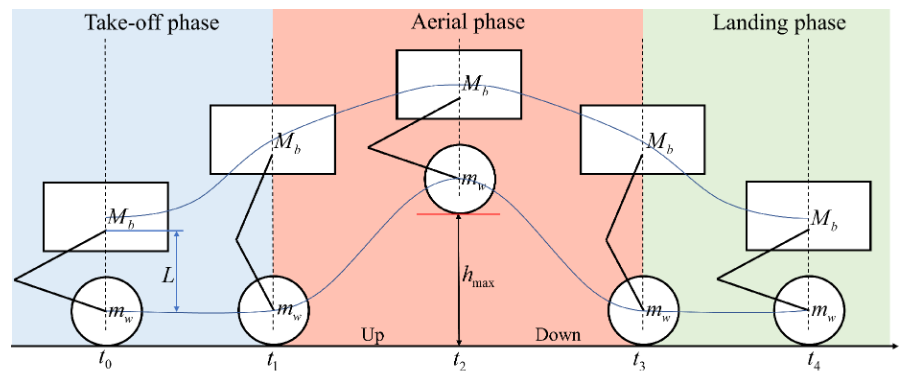 Take-off phase
Aerial phase
Landing phase
M_b
M_b
M_b
M_b
M_b
L
m_w
m_w
m_w
m_w
m_w
h_max
Up
Down
t_0
t_1
t_2
t_3
t_4